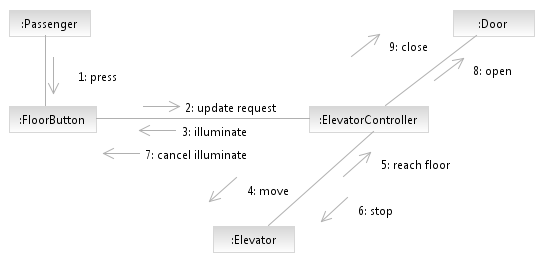 :Passenger
:Door
9: close
8: open
1: press
2: update request
:FloorButton
:ElevatorController
3: illuminate
7: cancel illuminate
5: reach floor
4: move
6: stop
:Elevator